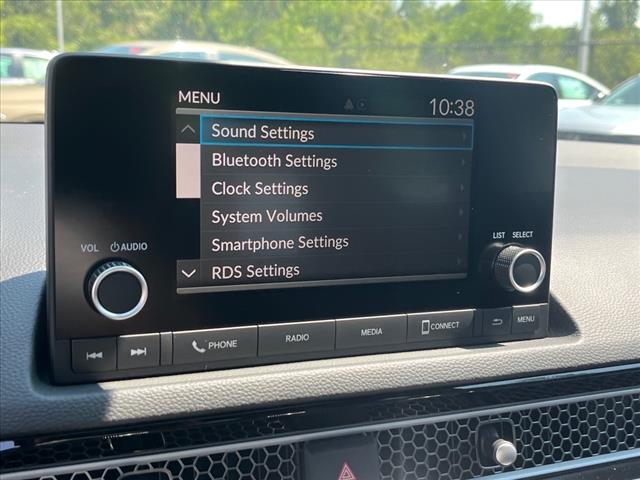 MENU 10:38
Sound Settings
Bluetooth Settings
Clock Settings
System Volumes
Smartphone Settings
RDS Settings
VOL AUDIO
LIST SELECT
PHONE RADIO MEDIA CONNECT MENU